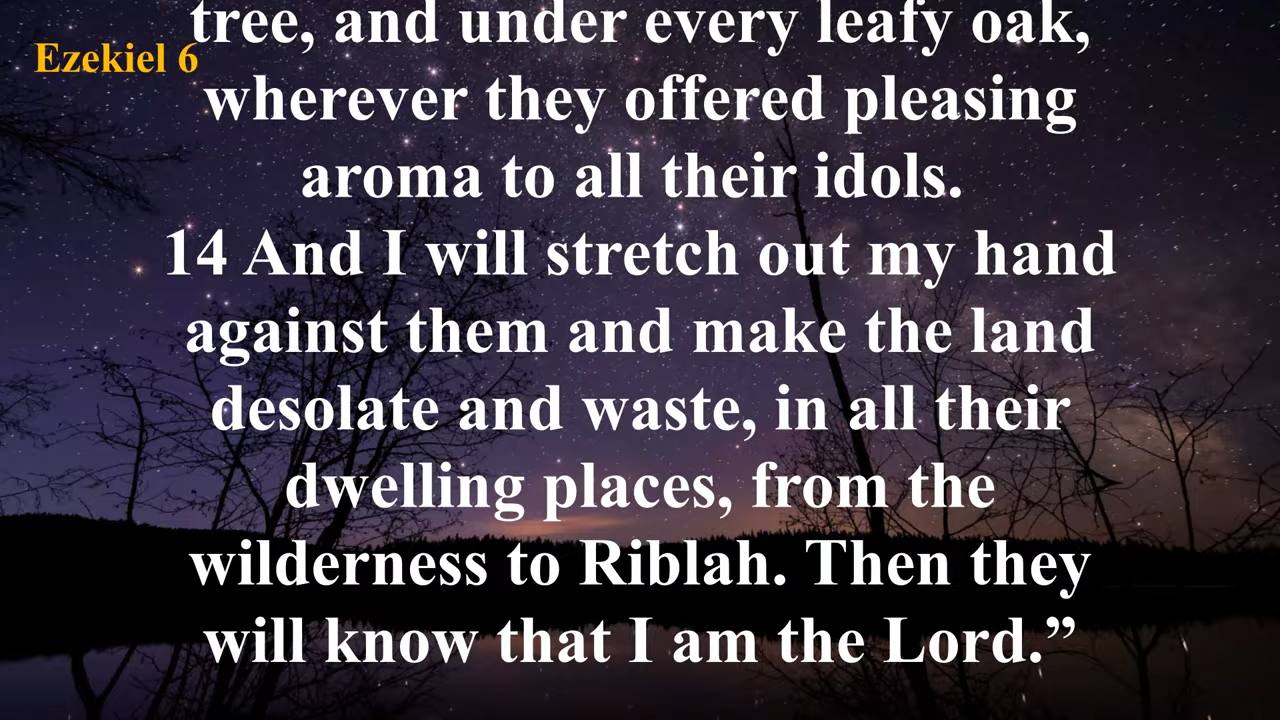 tree, and under every leafy oak,
Ezekiel 6
wherever they offered pleasing
aroma to all their idols.
14 And I will stretch out my hand
against them and make the land
desolate and waste, in all their
dwelling places, from the
wilderness to Riblah. Then they
will know that I am the Lord.”